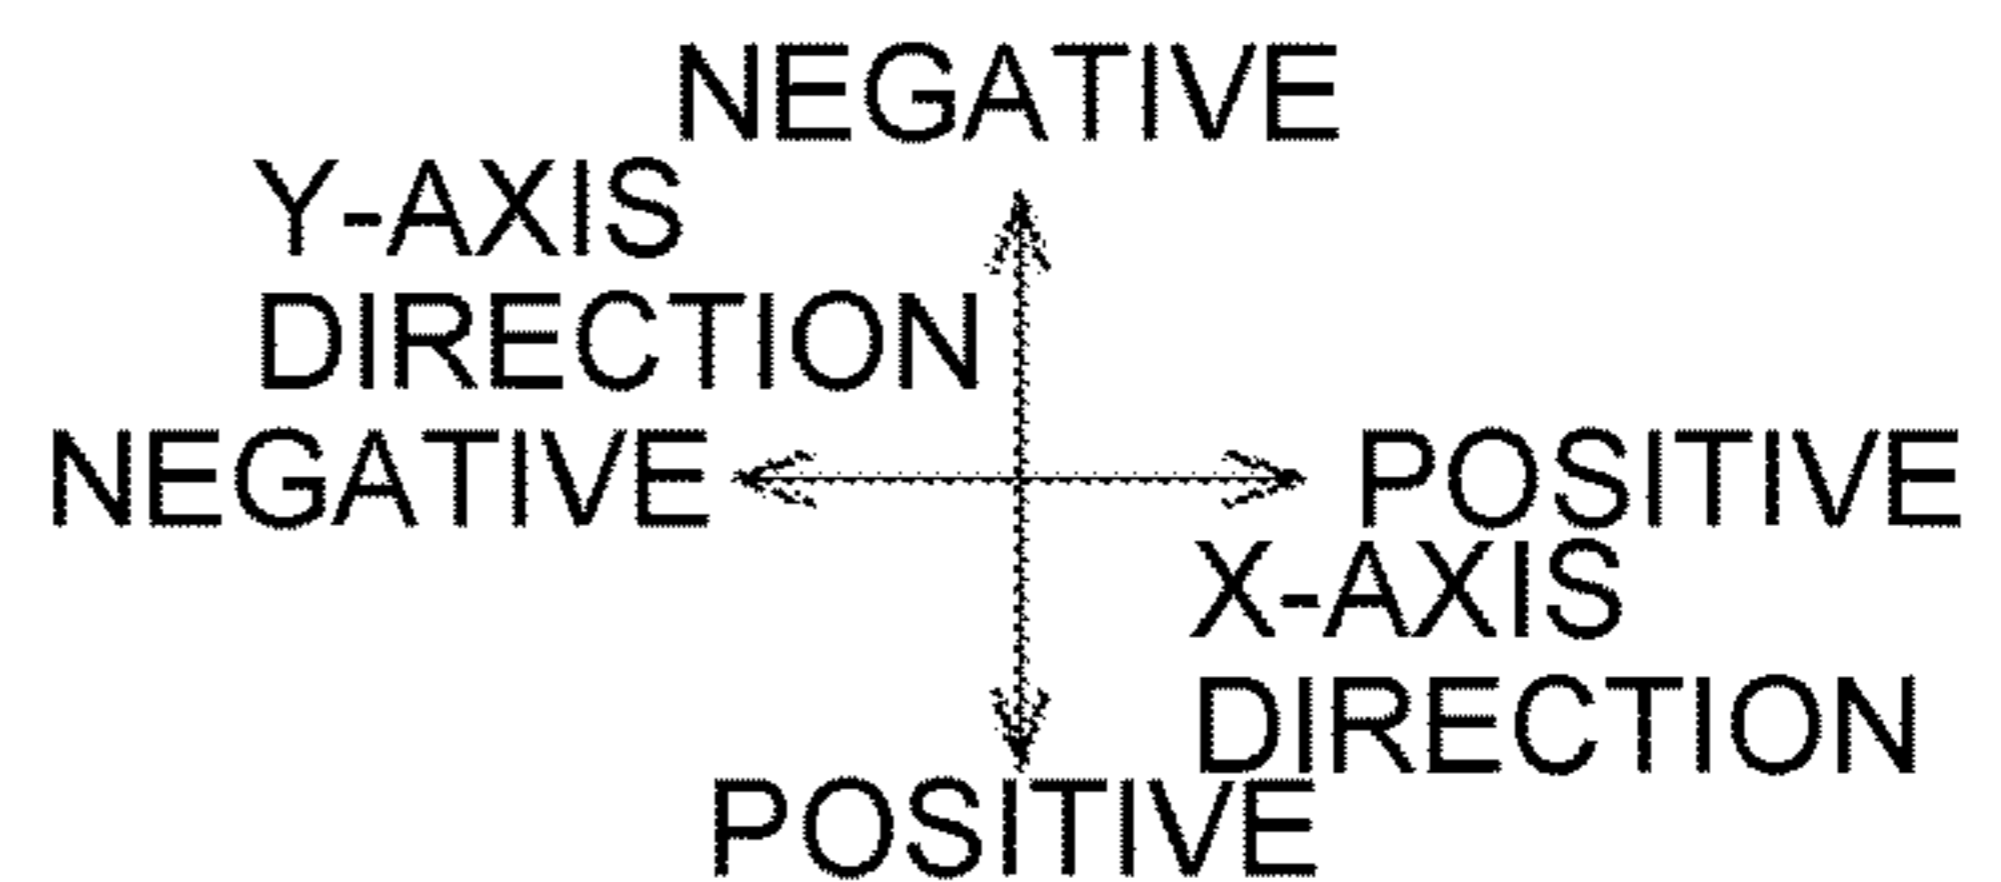 NEGATIVE
Y-AXIS
DIRECTION
NEGATIVE
POSITIVE
X-AXIS
DIRECTION
POSITIVE